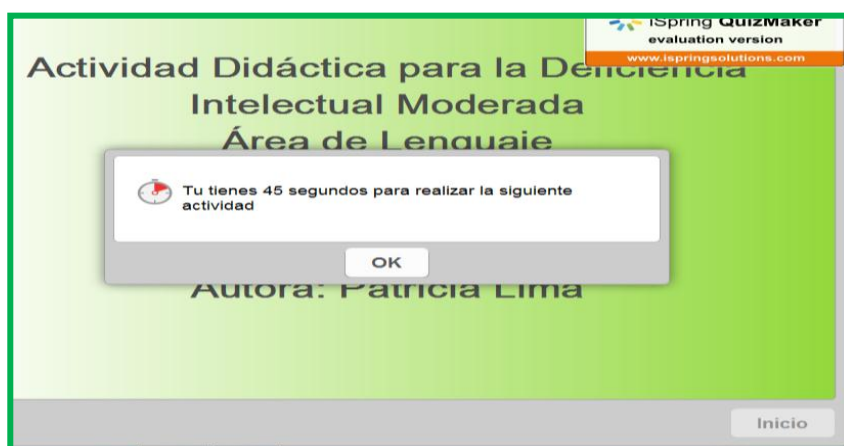 iSpring QuizMaker
evaluation version
www.ispringsolutions.com
Actividad Didáctica para la Deficiencia
Intelectual Moderada
Área de Lenguaje
Tu tienes 45 segundos para realizar la siguiente
actividad
OK
Autora: Patricia Lima
Inicio